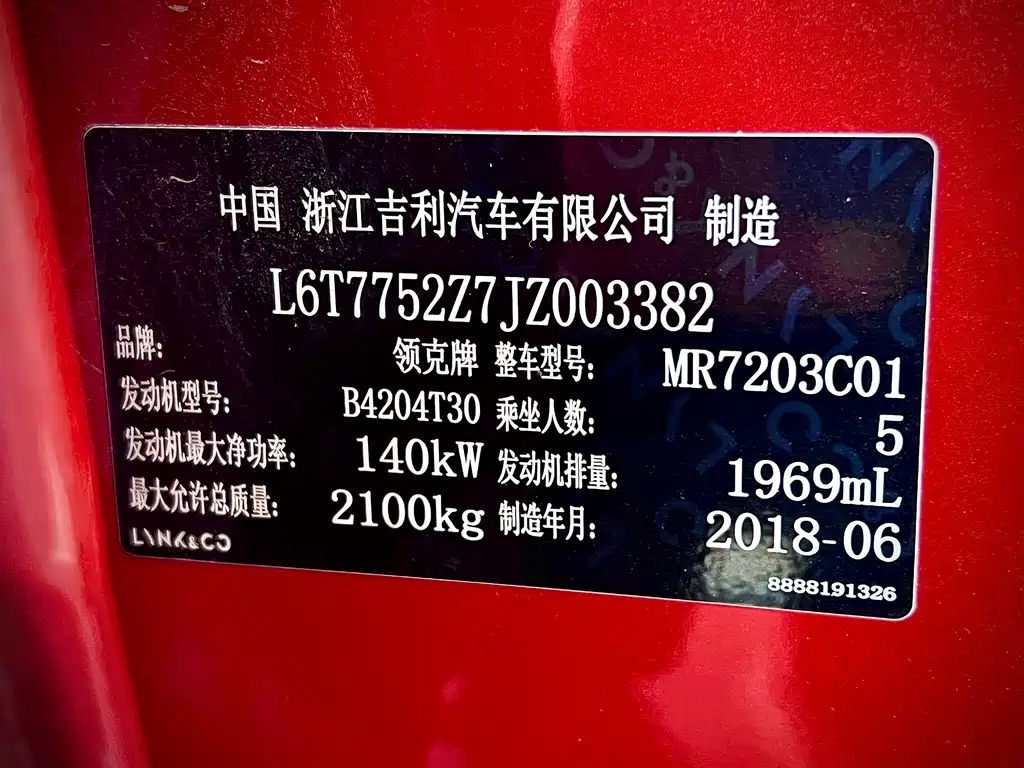 中国 浙江吉利汽车有限公司 制造
L6T7752Z7JZ003382
品牌: 领克牌 整车型号: MR7203C01
发动机型号: B4204T30 乘坐人数: 5
发动机最大净功率: 140kW 发动机排量: 1969mL
最大允许总质量: 2100kg 制造年月: 2018-06
LYNK&CO
8888191326